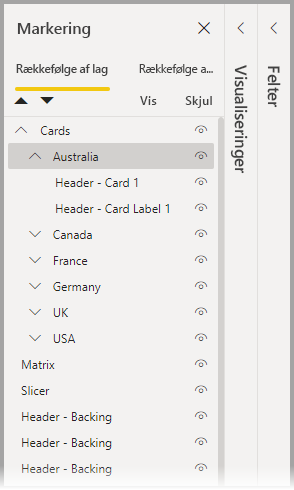 Markering
Rækkefølge af lag Rækkefølge a...
Vis Skjul
Cards
Australia
Header - Card 1
Header - Card Label 1
Canada
France
Germany
UK
USA
Matrix
Slicer
Header - Backing
Header - Backing
Header - Backing
Visualiseringer
Felter